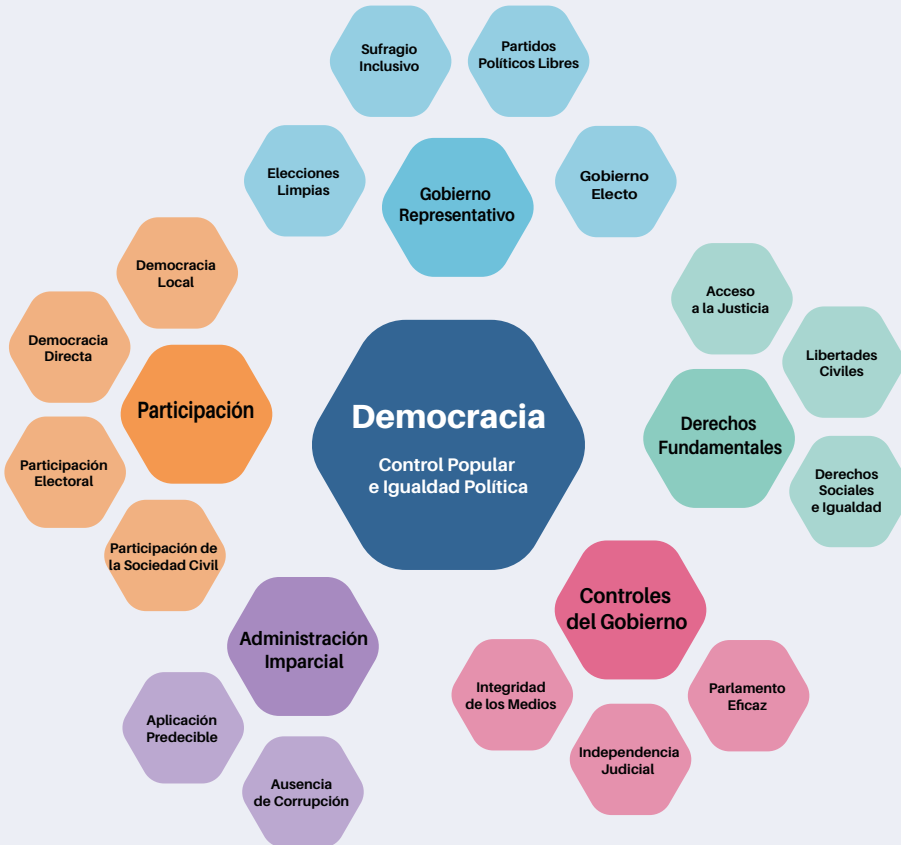 Sufragio
Inclusivo
Partidos
Políticos Libres
Elecciones
Limpias
Gobierno
Representativo
Gobierno
Electo
Democracia
Local
Democracia
Directa
Participación
Participación
Electoral
Participación de
la Sociedad Civil
Democracia
Control Popular
e Igualdad Política
Acceso
a la Justicia
Libertades
Civiles
Derechos
Fundamentales
Derechos
Sociales
e Igualdad
Administración
Imparcial
Aplicación
Predecible
Ausencia
de Corrupción
Controles
del Gobierno
Integridad
de los Medios
Parlamento
Eficaz
Independencia
Judicial